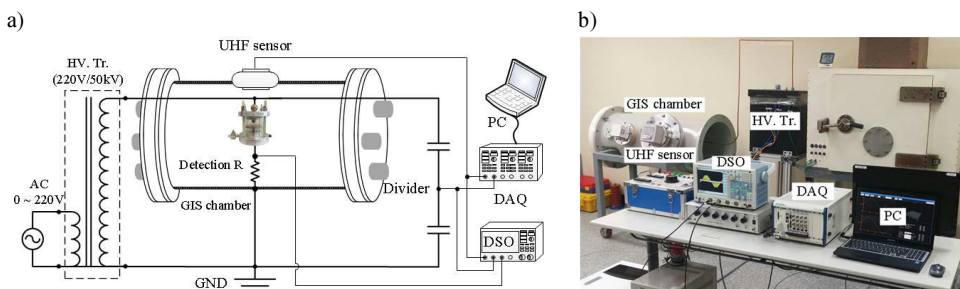 a)
UHF sensor
HV. Tr.
(220V/50kV)
AC
0 ~ 220V
Detection R
GIS chamber
GND
Divider
PC
DAQ
DSO
b)
GIS chamber
HV. Tr.
UHF sensor
DSO
DAQ
PC